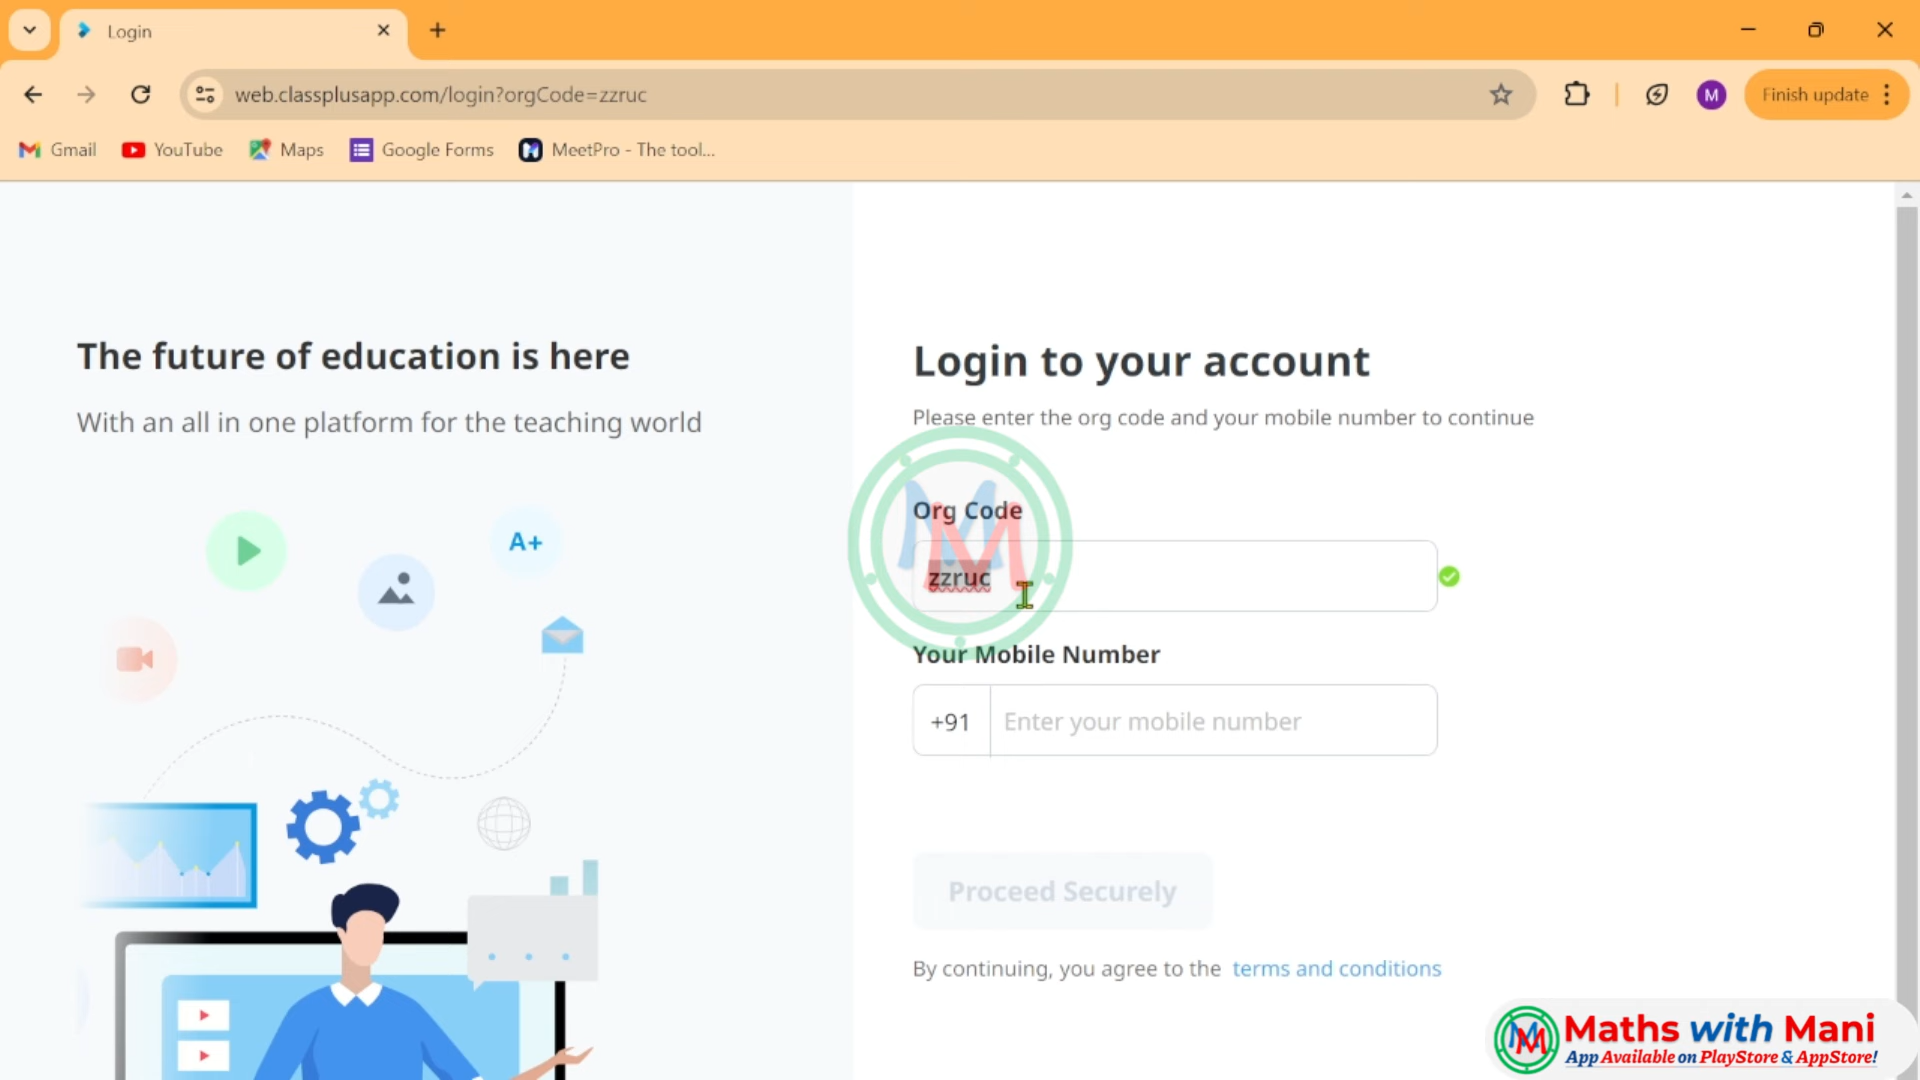 Login
web.classplusapp.com/login?orgCode=zzruc
M
Finish update
Gmail
YouTube
Maps
Google Forms
MeetPro - The tool...
The future of education is here
With an all in one platform for the teaching world
A+
Login to your account
Please enter the org code and your mobile number to continue
Org Code
zzruc
Your Mobile Number
+91
Enter your mobile number
Proceed Securely
By continuing, you agree to the terms and conditions
MM
MM
Maths with Mani
App Available on PlayStore & AppStore!